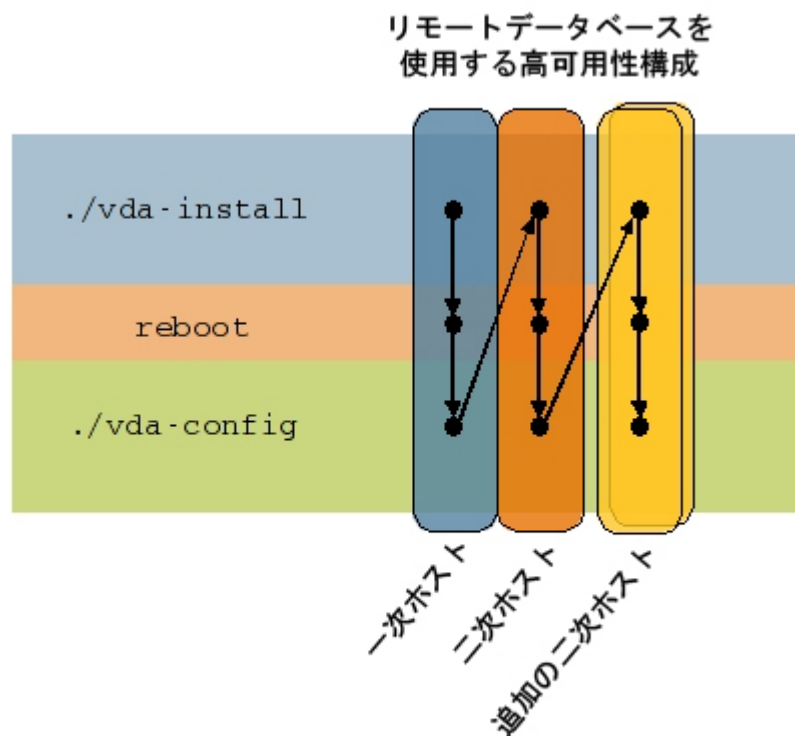 リモートデータベースを
使用する高可用性構成
./vda-install
reboot
./vda-config
一次ホスト
二次ホスト
追加の二次ホスト